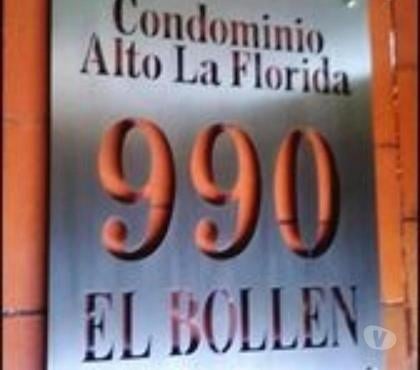 Condominio
Alto La Florida
990
EL BOLLEN
V